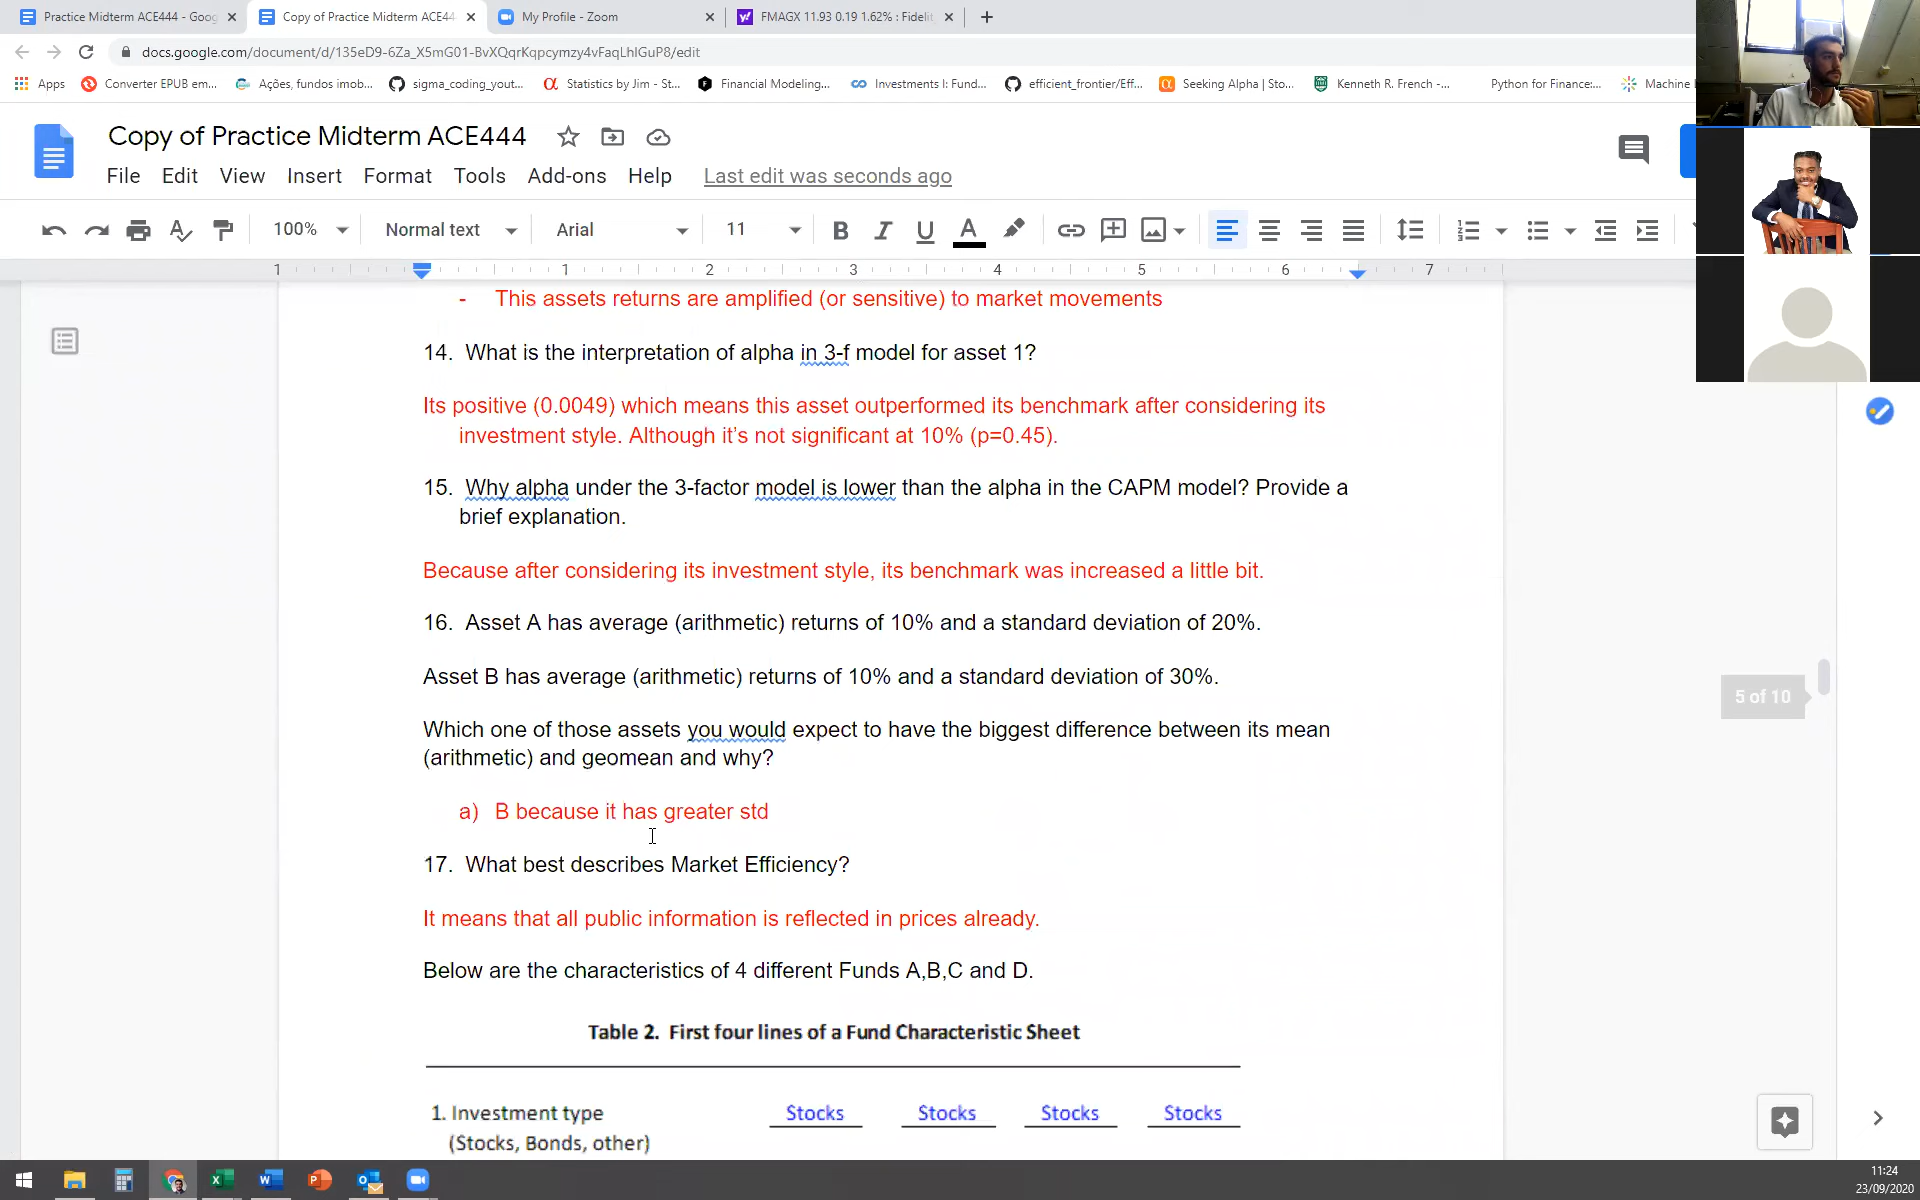 Practice Midterm ACE444 - Goog
Copy of Practice Midterm ACE44
My Profile - Zoom
FMAGX 11.93 0.19 1.62% : Fidelit
docs.google.com/document/d/135eD9-6Za_X5mG01-BvXQqrKqpcymzy4vFaqLhIGuP8/edit
Apps
Converter EPUB em...
Ações, fundos imob...
sigma_coding_yout...
Statistics by Jim - St...
Financial Modeling...
Investments I: Fund...
efficient_frontier/Eff...
Seeking Alpha | Sto...
Kenneth R. French -...
Python for Finance:...
Machine
Copy of Practice Midterm ACE444
File Edit View Insert Format Tools Add-ons Help Last edit was seconds ago
100% Normal text Arial 11 B I U A
1 1 2 3 4 5 6 7
- This assets returns are amplified (or sensitive) to market movements
14. What is the interpretation of alpha in 3-f model for asset 1?
Its positive (0.0049) which means this asset outperformed its benchmark after considering its
investment style. Although it's not significant at 10% (p=0.45).
15. Why alpha under the 3-factor model is lower than the alpha in the CAPM model? Provide a
brief explanation.
Because after considering its investment style, its benchmark was increased a little bit.
16. Asset A has average (arithmetic) returns of 10% and a standard deviation of 20%.
Asset B has average (arithmetic) returns of 10% and a standard deviation of 30%.
5 of 10
Which one of those assets you would expect to have the biggest difference between its mean
(arithmetic) and geomean and why?
a) B because it has greater std
17. What best describes Market Efficiency?
It means that all public information is reflected in prices already.
Below are the characteristics of 4 different Funds A,B,C and D.
Table 2. First four lines of a Fund Characteristic Sheet
1. Investment type Stocks Stocks Stocks Stocks
(Stocks, Bonds, other)
11:24
23/09/2020